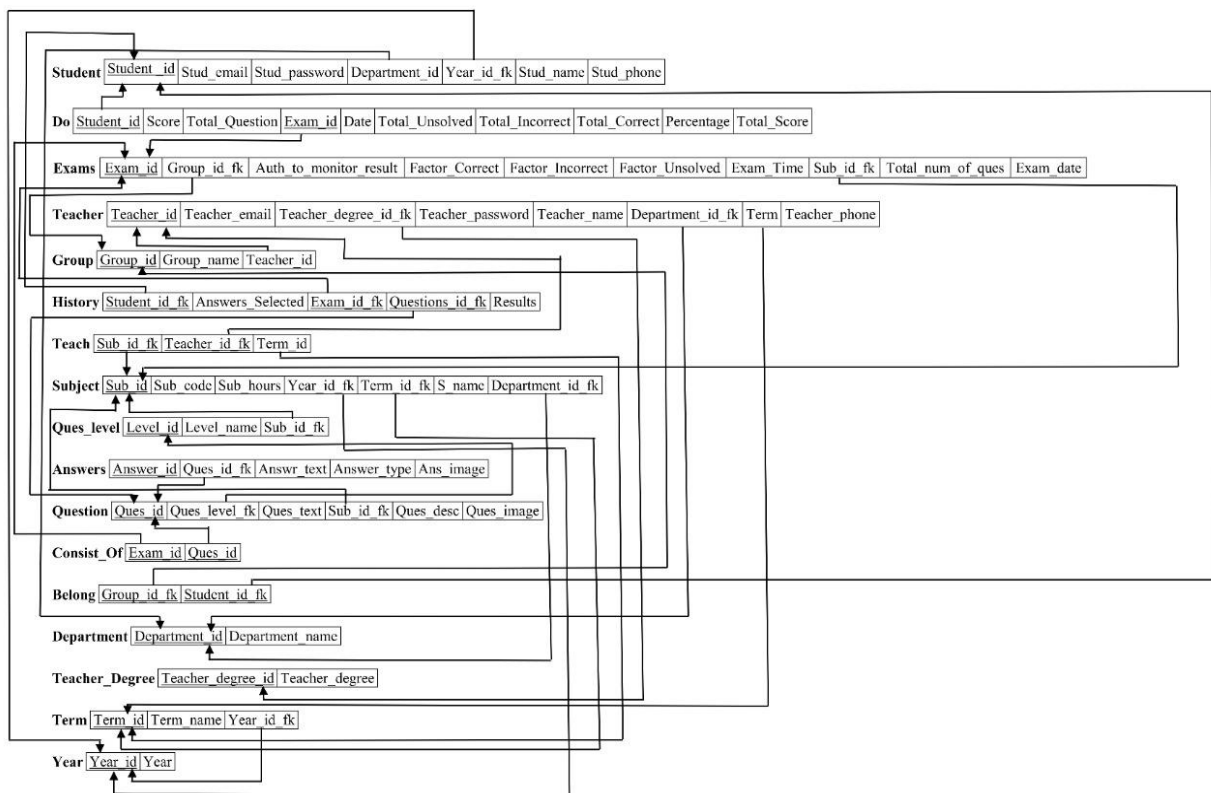 Student Student_id Stud_email Stud_password Department_id Year_id_fk Stud_name Stud_phone
Do Student_id Score Total_Question Exam_id Date Total_Unsolved Total_Incorrect Total_Correct Percentage Total_Score
Exams Exam_id Group_id_fk Auth_to_monitor_result Factor_Correct Factor_Incorrect Factor_Unsolved Exam_Time Sub_id_fk Total_num_of_ques Exam_date
Teacher Teacher_id Teacher_email Teacher_degree_id_fk Teacher_password Teacher_name Department_id_fk Term Teacher_phone
Group Group_id Group_name Teacher_id
History Student_id_fk Answers_Selected Exam_id_fk Questions_id_fk Results
Teach Sub_id_fk Teacher_id_fk Term_id
Subject Sub_id Sub_code Sub_hours Year_id_fk Term_id_fk S_name Department_id_fk
Ques_level Level_id Level_name Sub_id_fk
Answers Answer_id Ques_id_fk Answr_text Answer_type Ans_image
Question Ques_id Ques_level_fk Ques_text Sub_id_fk Ques_desc Ques_image
Consist_Of Exam_id Ques_id
Belong Group_id_fk Student_id_fk
Department Department_id Department_name
Teacher_Degree Teacher_degree_id Teacher_degree
Term Term_id Term_name Year_id_fk
Year Year_id Year